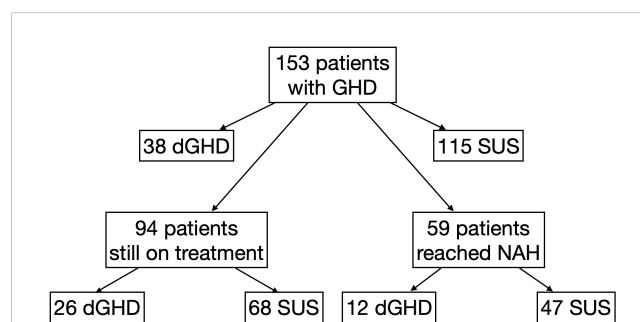 153 patients
with GHD
38 dGHD
115 SUS
94 patients
still on treatment
59 patients
reached NAH
26 dGHD
68 SUS
12 dGHD
47 SUS